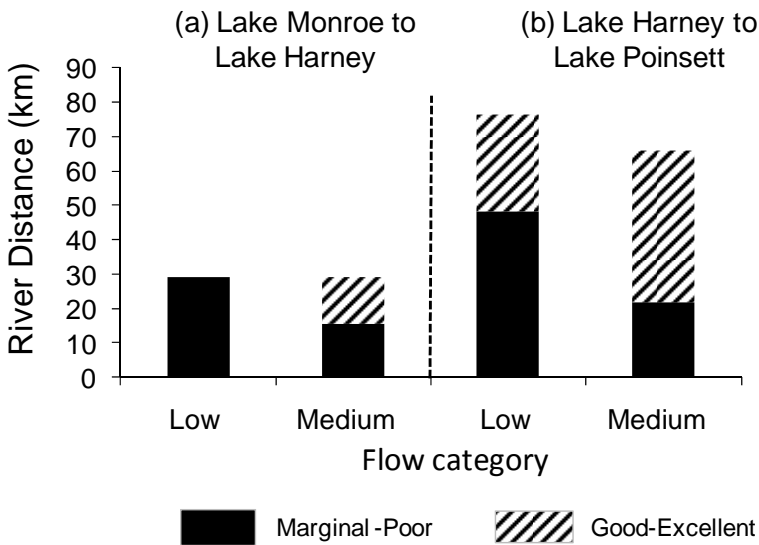 (a) Lake Monroe to
Lake Harney
(b) Lake Harney to
Lake Poinsett
River Distance (km)
90
80
70
60
50
40
30
20
10
0
Low
Medium
Low
Medium
Flow category
Marginal -Poor
Good-Excellent